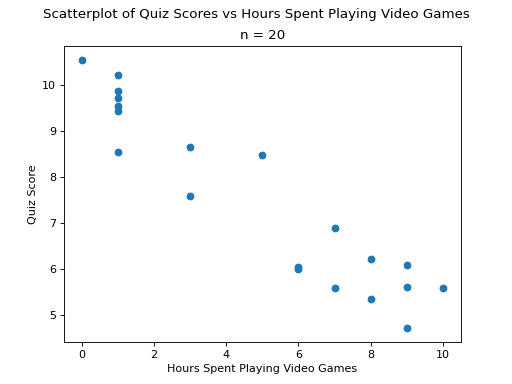 Scatterplot of Quiz Scores vs Hours Spent Playing Video Games
n = 20
10
9
8
7
6
5
Quiz Score
0 2 4 6 8 10
Hours Spent Playing Video Games